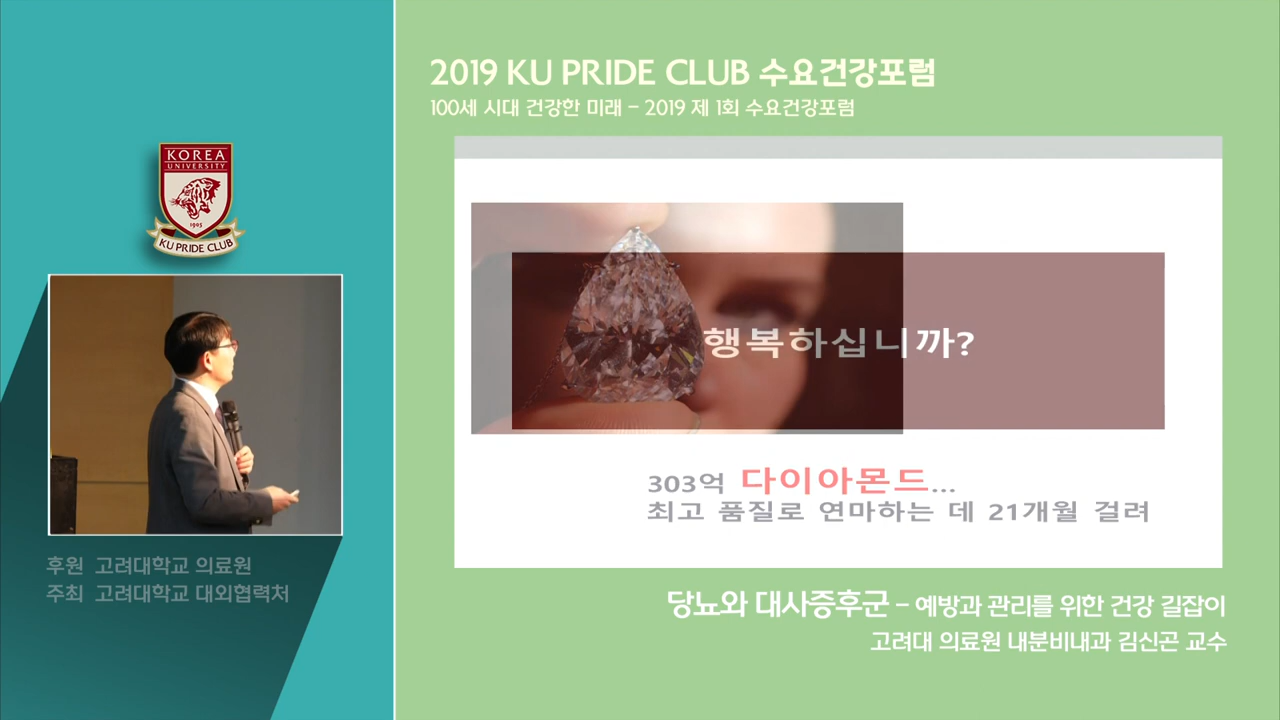 2019 KU PRIDE CLUB 수요건강포럼
100세 시대 건강한 미래 – 2019 제 1회 수요건강포럼
KOREA
UNIVERSITY
1905
KU PRIDE CLUB
행복하십니까?
303억 다이아몬드...
최고 품질로 연마하는 데 21개월 걸려
후원 고려대학교 의료원
주최 고려대학교 대외협력처
당뇨와 대사증후군 – 예방과 관리를 위한 건강 길잡이
고려대 의료원 내분비내과 김신곤 교수